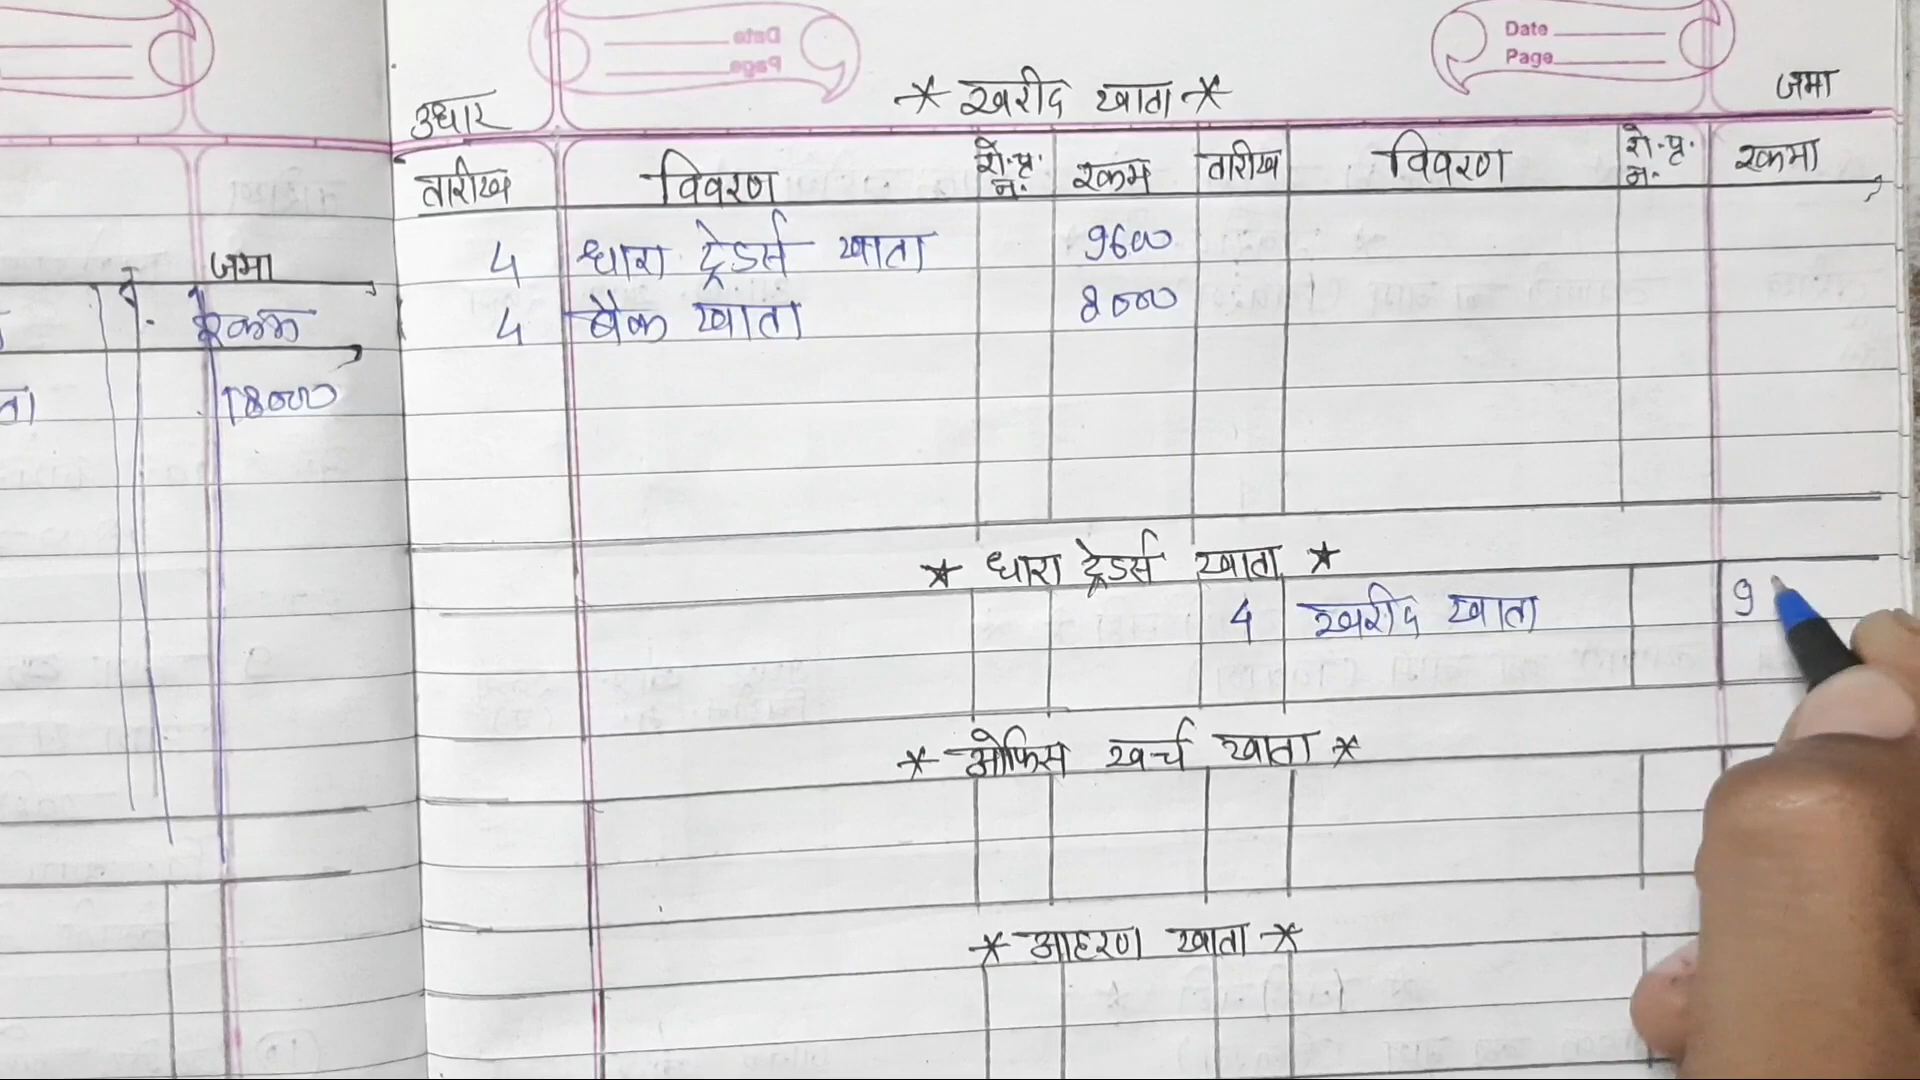 Date
Page
* खरीद खाता *
उधार
जमा
तारीख विवरण रो.पृ.नं. रकम तारीख विवरण रो.पृ.नं. रकम
4 धारा ट्रेडर्स खाता 9600
4 बैंक खाता 8000
* धारा ट्रेडर्स खाता *
4 खरीद खाता 9
* ओफिस खर्च खाता *
* आहरण खाता *
जमा
रकम
18000